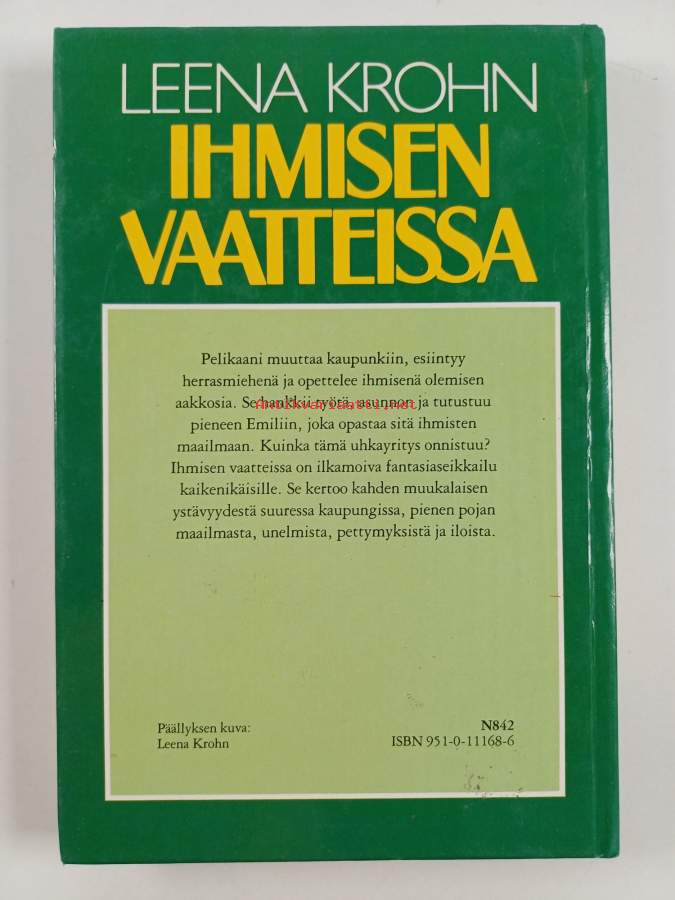 LEENA KROHN
IHMISEN
VAATTEISSA
Pelikaani muuttaa kaupunkiin, esiintyy
herrasmiehenä ja opettelee ihmisenä olemisen
aakkosia. Se hankkii työtä, asunnon ja tutustuu
Antikvariaatti.net
pieneen Emiliin, joka opastaa sitä ihmisten
maailmaan. Kuinka tämä uhkayritys onnistuu?
Ihmisen vaatteissa on ilkamoiva fantasiaseikkailu
kaikenikäisille. Se kertoo kahden muukalaisen
ystävyydestä suuressa kaupungissa, pienen pojan
maailmasta, unelmista, pettymyksistä ja iloista.
Päällyksen kuva:
Leena Krohn
N842
ISBN 951-0-11168-6